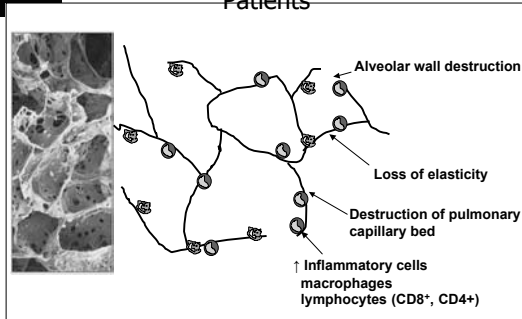 Patients
Alveolar wall destruction
Loss of elasticity
Destruction of pulmonary
capillary bed
↑ Inflammatory cells
macrophages
lymphocytes (CD8⁺, CD4+)